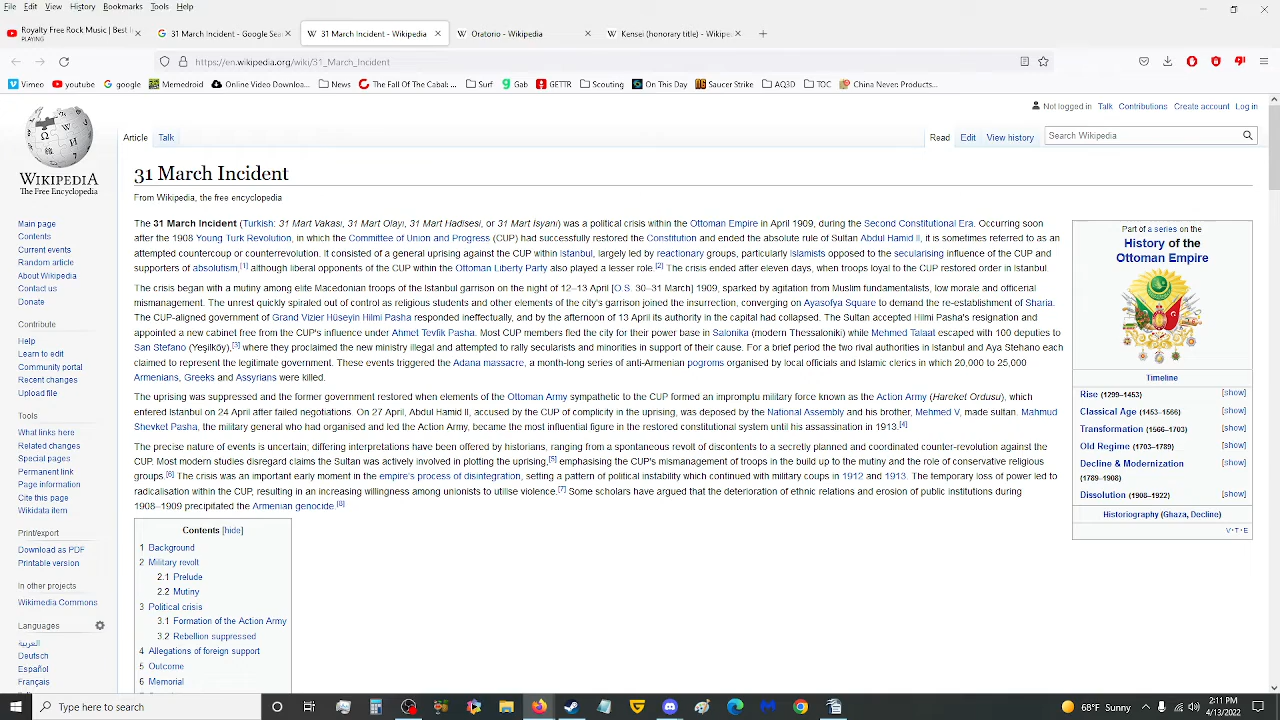 File Edit View History Bookmarks Tools Help
Royalty Free Rock Music | Best
PLAYING
31 March Incident - Google Sea
31 March Incident - Wikipedia
Oratorio - Wikipedia
Kensei (honorary title) - Wikipe
https://en.wikipedia.org/wiki/31_March_Incident
Vimeo youtube google Memedroid Online Video Downloa... News The Fall Of The Cabal: ... Surf Gab GETTR Scouting On This Day Saucer Strike AQ3D TOC China Never Produces...
Not logged in Talk Contributions Create account Log in
Article Talk Read Edit View history Search Wikipedia
WIKIPEDIA
The Free Encyclopedia
Main page
Contents
Current events
Random article
About Wikipedia
Contact us
Donate
Contribute
Help
Learn to edit
Community portal
Recent changes
Upload file
Tools
What links here
Related changes
Special pages
Permanent link
Page information
Cite this page
Wikidata item
Print/export
Download as PDF
Printable version
In other projects
Wikimedia Commons
Languages
العربية
Deutsch
Español
Français
31 March Incident
From Wikipedia, the free encyclopedia
The 31 March Incident (Turkish: 31 Mart Vakası, 31 Mart Olayı, 31 Mart Hadisesi, or 31 Mart İsyanı) was a political crisis within the Ottoman Empire in April 1909, during the Second Constitutional Era. Occurring soon
after the 1908 Young Turk Revolution, in which the Committee of Union and Progress (CUP) had successfully restored the Constitution and ended the absolute rule of Sultan Abdul Hamid II, it is sometimes referred to as an
attempted countercoup or counterrevolution. It consisted of a general uprising against the CUP within Istanbul, largely led by reactionary groups, particularly Islamists opposed to the secularising influence of the CUP and
supporters of absolutism,[1] although liberal opponents of the CUP within the Ottoman Liberty Party also played a lesser role.[2] The crisis ended after eleven days, when troops loyal to the CUP restored order in Istanbul
The crisis began with a mutiny among elite Macedonian troops of the Istanbul garrison on the night of 12–13 April [O.S. 30–31 March] 1909, sparked by agitation from Muslim fundamentalists, low morale and officerial
mismanagement. The unrest quickly spiraled out of control as religious students and other elements of the city's garrison joined the insurrection, converging on Ayasofya Square to demand the re-establishment of Sharia.
The CUP-aligned government of Grand Vizier Hüseyin Hilmi Pasha responded ineffectually, and by the afternoon of 13 April its authority in the capital had collapsed. The Sultan accepted Hilmi Pasha's resignation and
appointed a new cabinet free from the CUP's influence under Ahmet Tevfik Pasha. Most CUP members fled the city for their power base in Salonika (modern Thessaloniki) while Mehmed Talaat escaped with 100 deputies to
San Stefano (Yeşilköy),[3] where they proclaimed the new ministry illegal and attempted to rally secularists and minorities in support of their cause. For a brief period the two rival authorities in Istanbul and Aya Stefano each
claimed to represent the legitimate government. These events triggered the Adana massacre, a month-long series of anti-Armenian pogroms organised by local officials and Islamic clerics in which 20,000 to 25,000
Armenians, Greeks and Assyrians were killed.
The uprising was suppressed and the former government restored when elements of the Ottoman Army sympathetic to the CUP formed an impromptu military force known as the Action Army (Hareket Ordusu), which
entered Istanbul on 24 April after failed negotiations. On 27 April, Abdul Hamid II, accused by the CUP of complicity in the uprising, was deposed by the National Assembly and his brother, Mehmed V, made sultan. Mahmud
Shevket Pasha, the military general who had organised and led the Action Army, became the most influential figure in the restored constitutional system until his assassination in 1913.[4]
The precise nature of events is uncertain; differing interpretations have been offered by historians, ranging from a spontaneous revolt of discontents to a secretly planned and coordinated counter-revolution against the
CUP. Most modern studies disregard claims the Sultan was actively involved in plotting the uprising,[5] emphasising the CUP's mismanagement of troops in the build up to the mutiny and the role of conservative religious
groups.[6] The crisis was an important early moment in the empire's process of disintegration, setting a pattern of political instability which continued with military coups in 1912 and 1913. The temporary loss of power led to
radicalisation within the CUP, resulting in an increasing willingness among unionists to utilise violence.[7] Some scholars have argued that the deterioration of ethnic relations and erosion of public institutions during
1908–1909 precipitated the Armenian genocide.[8]
Contents [hide]
1 Background
2 Military revolt
2.1 Prelude
2.2 Mutiny
3 Political crisis
3.1 Formation of the Action Army
3.2 Rebellion suppressed
4 Allegations of foreign support
5 Outcome
6 Memorial
Part of a series on the
History of the
Ottoman Empire
Timeline
Rise (1299–1453) [show]
Classical Age (1453–1566) [show]
Transformation (1566–1703) [show]
Old Regime (1703–1789) [show]
Decline & Modernization [show]
(1789–1908)
Dissolution (1908–1922) [show]
Historiography (Ghaza, Decline)
V·T·E
Type here to search
68°F Sunny
2:11 PM
4/13/2022